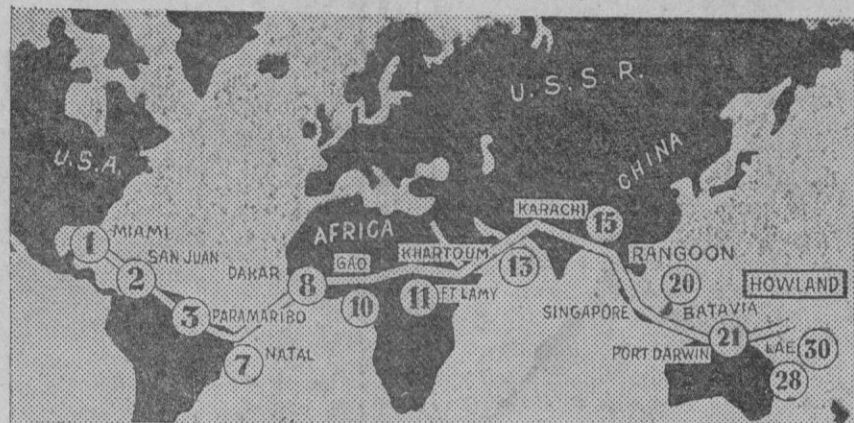 U.S.S.R.
U.S.A.
CHINA
AFRICA
KARACHI
15
1
MIAMI
SAN JUAN
2
DAKAR
8
GAO
KHARTOUM
13
RANGOON
20
HOWLAND
3
PARAMARIBO
10
11
FT. LAMY
SINGAPORE
BATAVIA
7
NATAL
PORT DARWIN
21
LAE
30
28